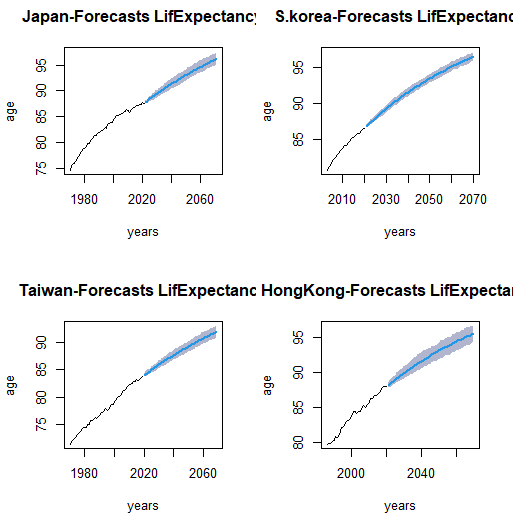 Japan-Forecasts LifExpectancy
age
95
90
85
80
75
1980
2020
2060
years
S.korea-Forecasts LifExpectanc
age
95
90
85
2010
2030
2050
2070
years
Taiwan-Forecasts LifExpectanc
age
90
85
80
75
1980
2020
2060
years
HongKong-Forecasts LifExpectan
age
95
90
85
80
2000
2040
years